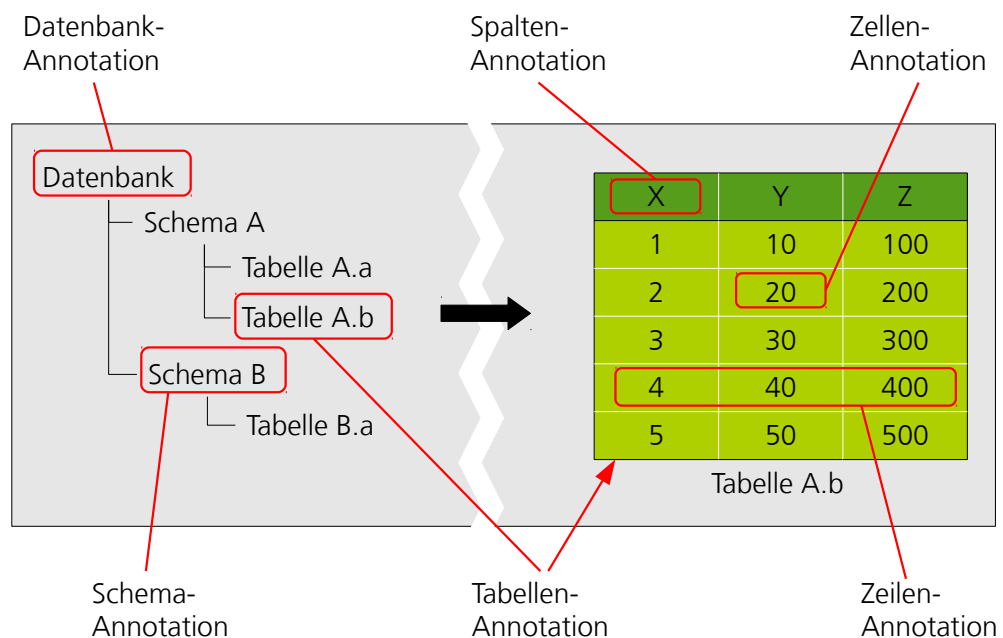 Datenbank-
Annotation
Spalten-
Annotation
Zellen-
Annotation
Datenbank
Schema A
Tabelle A.a
Tabelle A.b
Schema B
Tabelle B.a
X Y Z
1 10 100
2 20 200
3 30 300
4 40 400
5 50 500
Tabelle A.b
Schema-
Annotation
Tabellen-
Annotation
Zeilen-
Annotation